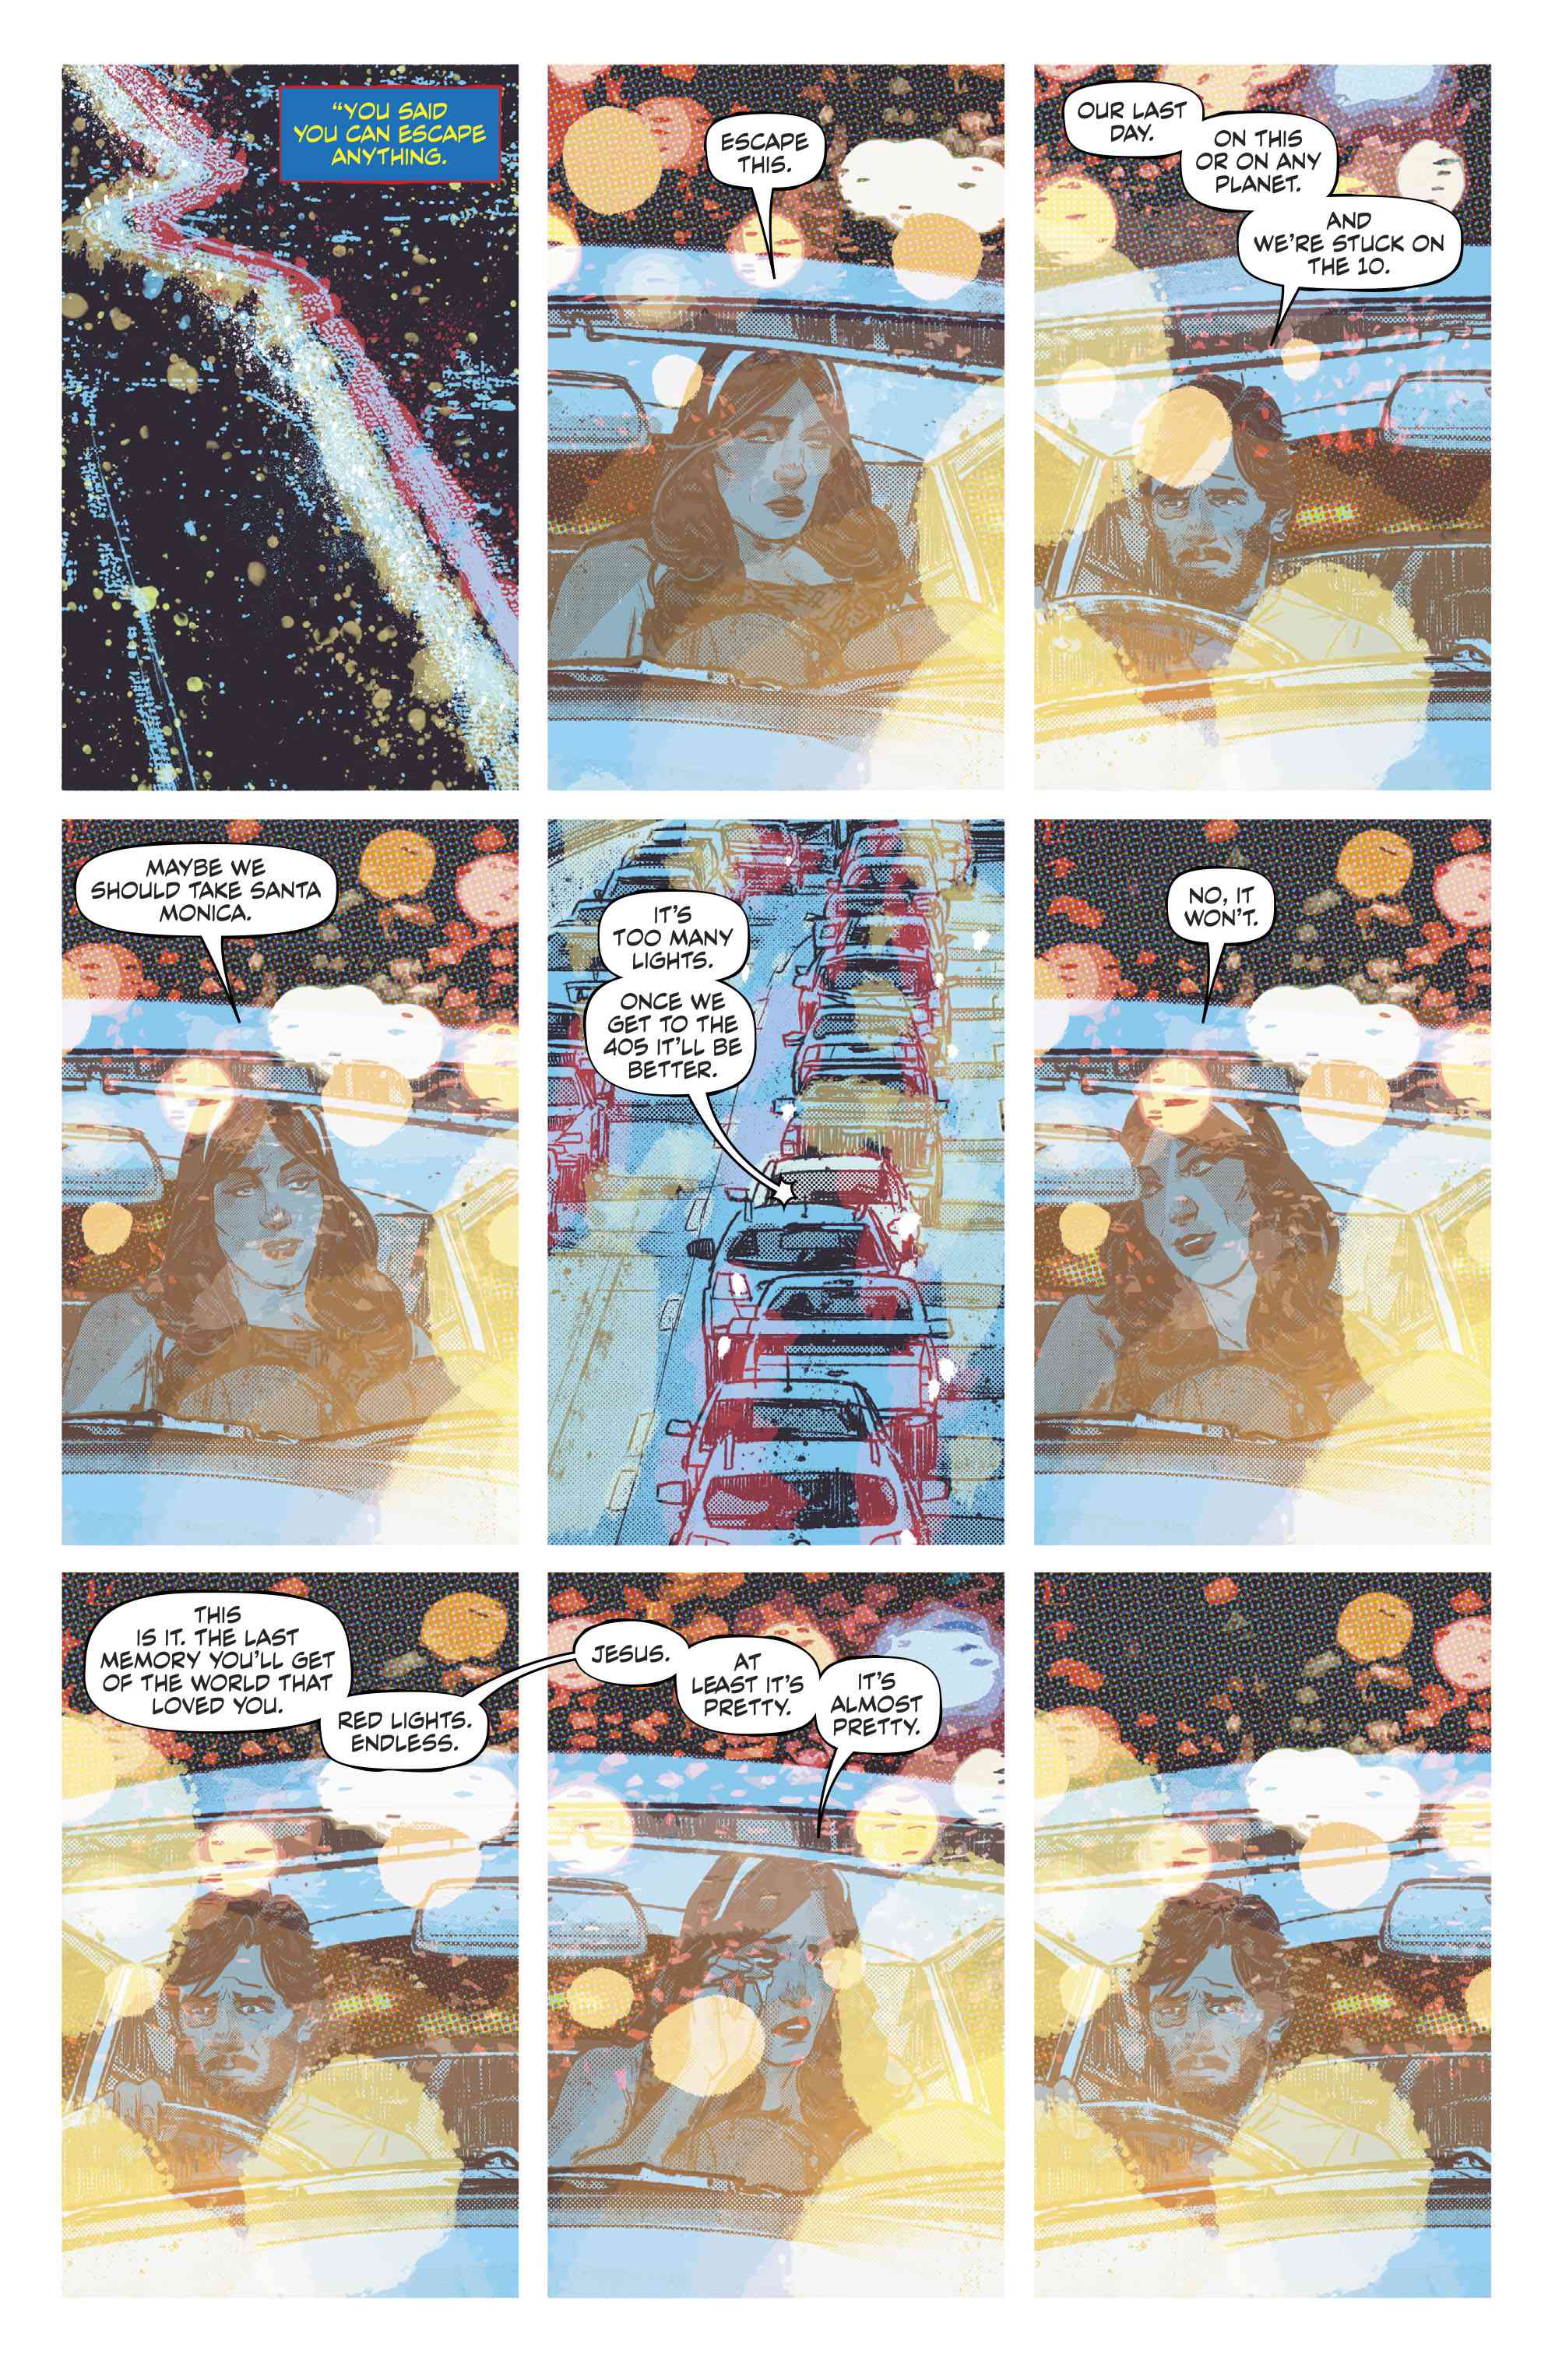 “YOU SAID
YOU CAN ESCAPE
ANYTHING.
ESCAPE
THIS.
OUR LAST
DAY.
ON THIS
OR ON ANY
PLANET.
AND
WE'RE STUCK ON
THE 10.
MAYBE WE
SHOULD TAKE SANTA
MONICA.
IT'S
TOO MANY
LIGHTS.
ONCE WE
GET TO THE
405 IT'LL BE
BETTER.
NO, IT
WON'T.
THIS
IS IT. THE LAST
MEMORY YOU'LL GET
OF THE WORLD THAT
LOVED YOU.
RED LIGHTS.
ENDLESS.
JESUS.
AT
LEAST IT'S
PRETTY.
IT'S
ALMOST
PRETTY.